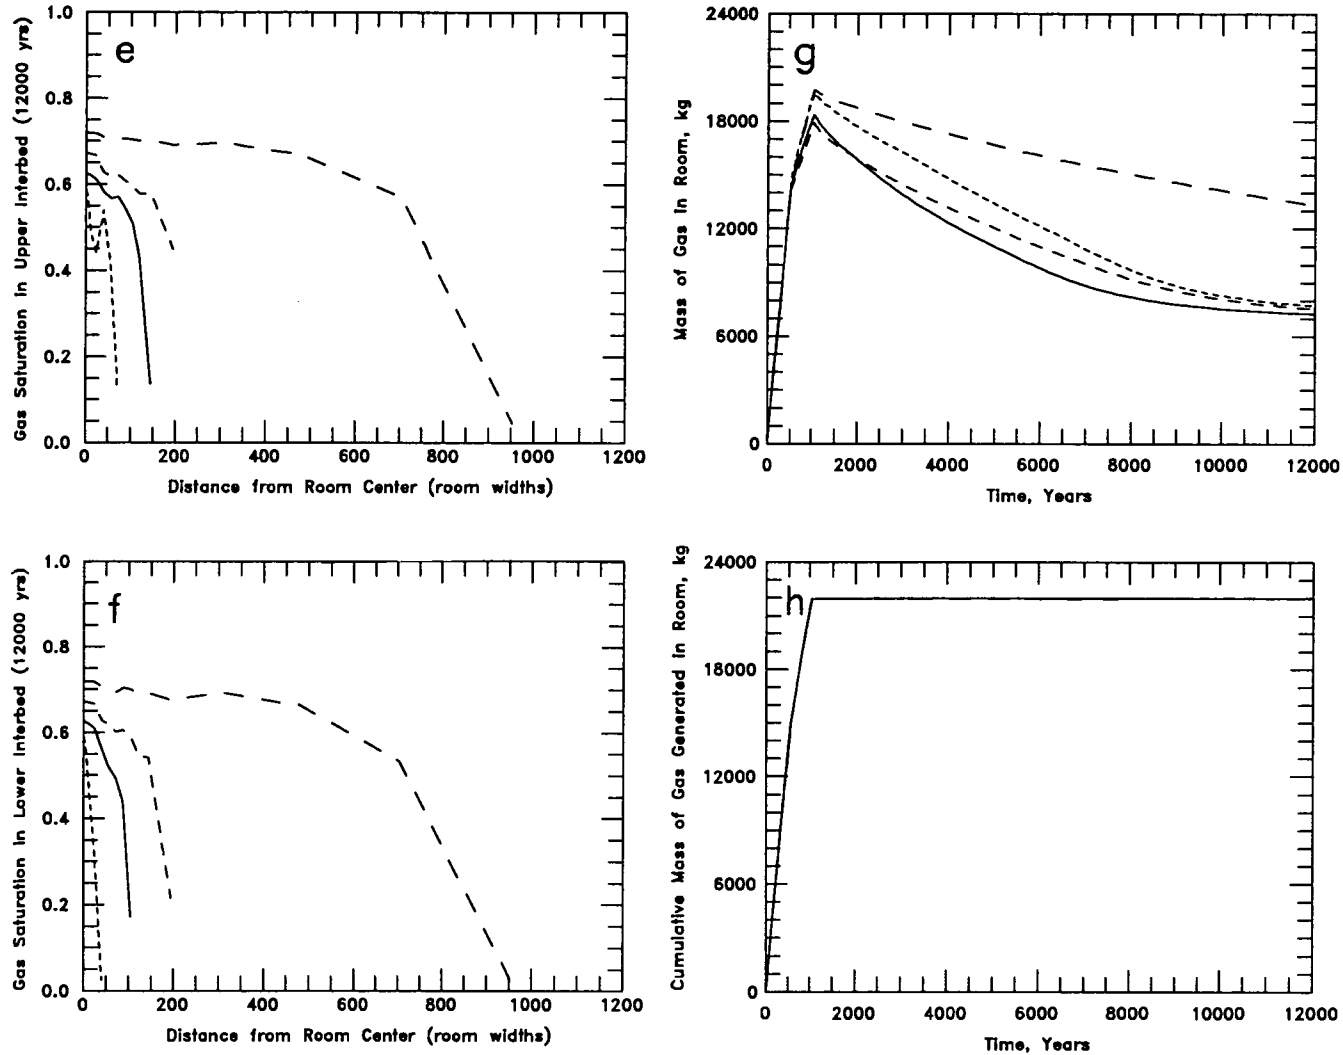 e
Gas Saturation in Upper Interbed (12000 yrs)
1.0
0.8
0.6
0.4
0.2
0.0
0 200 400 600 800 1000 1200
Distance from Room Center (room widths)
g
Mass of Gas in Room, kg
24000
18000
12000
6000
0
0 2000 4000 6000 8000 10000 12000
Time, Years
f
Gas Saturation in Lower Interbed (12000 yrs)
1.0
0.8
0.6
0.4
0.2
0.0
0 200 400 600 800 1000 1200
Distance from Room Center (room widths)
h
Cumulative Mass of Gas Generated in Room, kg
24000
18000
12000
6000
0
0 2000 4000 6000 8000 10000 12000
Time, Years